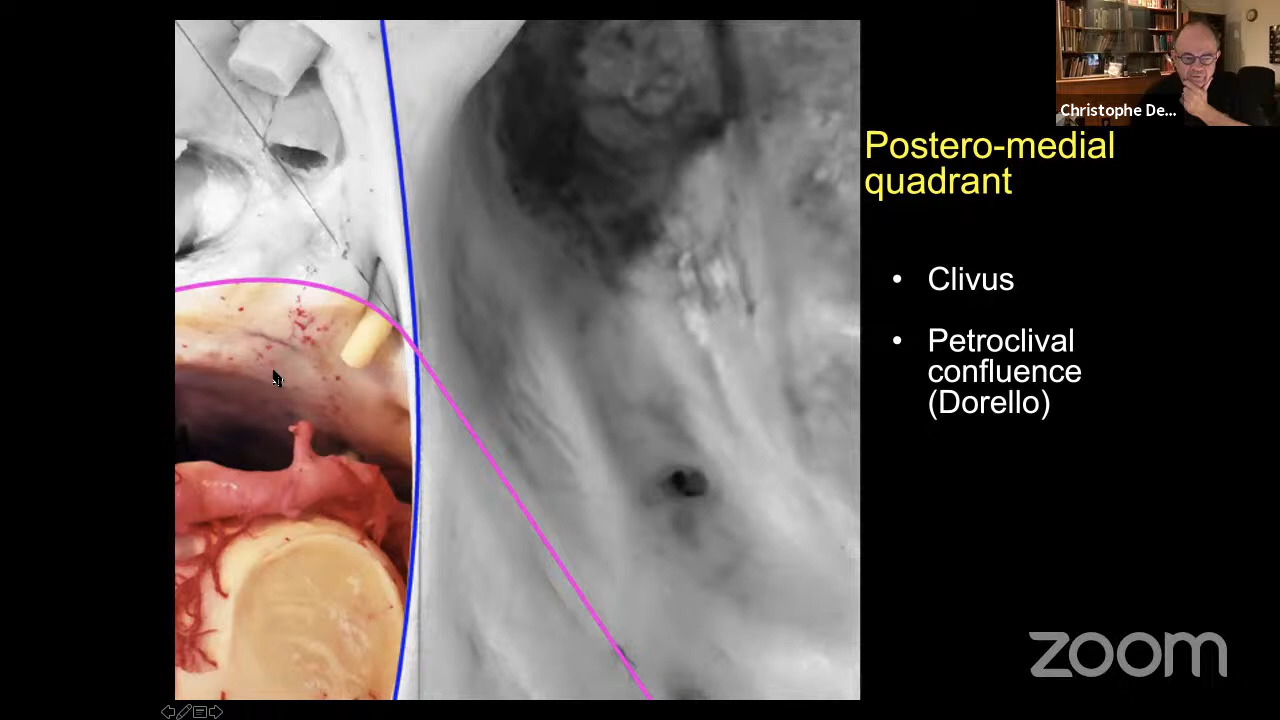 Christophe De...
Postero-medial
quadrant
• Clivus
• Petroclival
confluence
(Dorello)
zoom